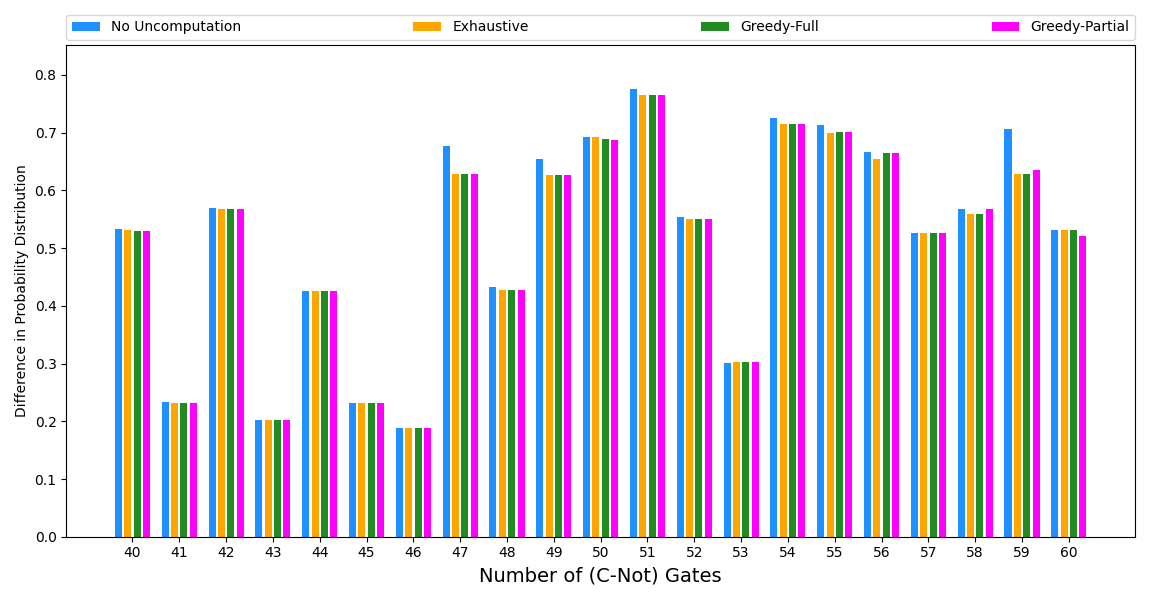 No Uncomputation Exhaustive Greedy-Full Greedy-Partial
Difference in Probability Distribution
0.8
0.7
0.6
0.5
0.4
0.3
0.2
0.1
0.0
40 41 42 43 44 45 46 47 48 49 50 51 52 53 54 55 56 57 58 59 60
Number of (C-Not) Gates